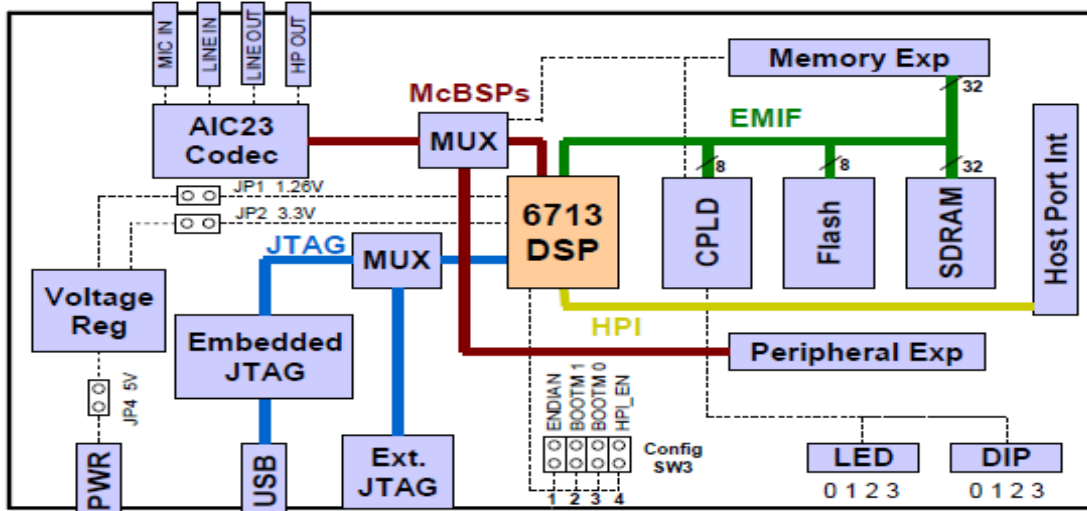 MIC IN
LINE IN
LINE OUT
HP OUT
AIC23
Codec
McBSPs
MUX
Memory Exp
32
EMIF
8
8
32
Host Port Int
JP1 1.26V
JP2 3.3V
6713
DSP
CPLD
Flash
SDRAM
JTAG
MUX
Voltage
Reg
Embedded
JTAG
HPI
Peripheral Exp
JP4 5V
ENDIAN
BOOTM 1
BOOTM 0
HPI_EN
Config
SW3
1 2 3 4
PWR
USB
Ext.
JTAG
LED
0 1 2 3
DIP
0 1 2 3